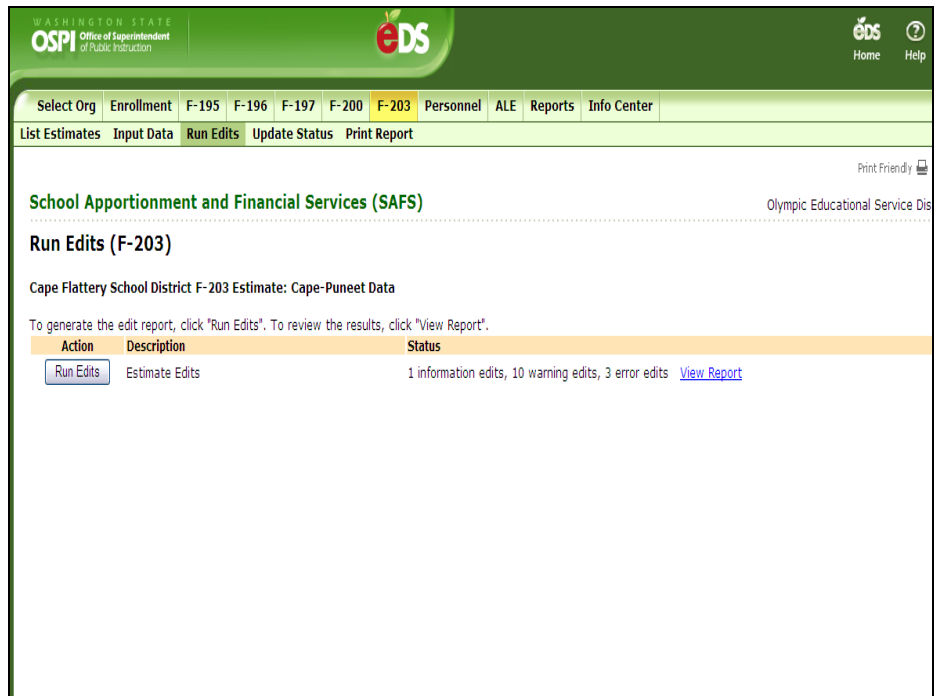 WASHINGTON STATE
OSPI Office of Superintendent
of Public Instruction
eDS
eDS
Home
?
Help
Select Org Enrollment F-195 F-196 F-197 F-200 F-203 Personnel ALE Reports Info Center
List Estimates Input Data Run Edits Update Status Print Report
Print Friendly
School Apportionment and Financial Services (SAFS)
Olympic Educational Service Dis
Run Edits (F-203)
Cape Flattery School District F-203 Estimate: Cape-Puneet Data
To generate the edit report, click "Run Edits". To review the results, click "View Report".
Action Description Status
Run Edits Estimate Edits 1 information edits, 10 warning edits, 3 error edits View Report